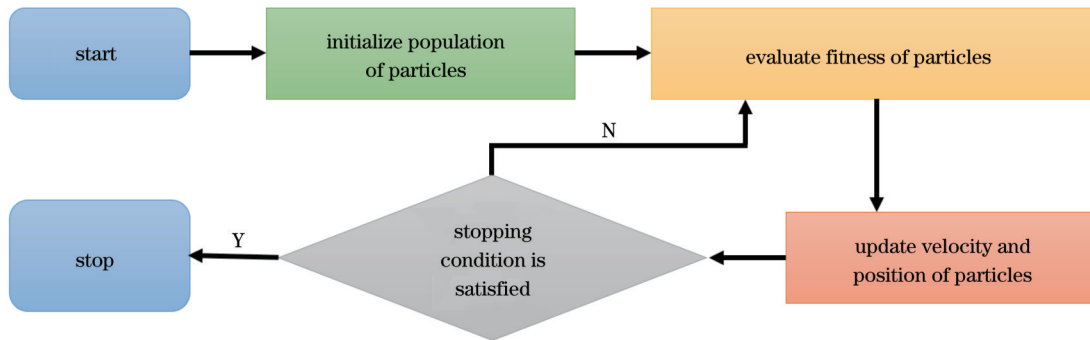 start
initialize population
of particles
evaluate fitness of particles
N
Y
stop
stopping
condition is
satisfied
update velocity and
position of particles